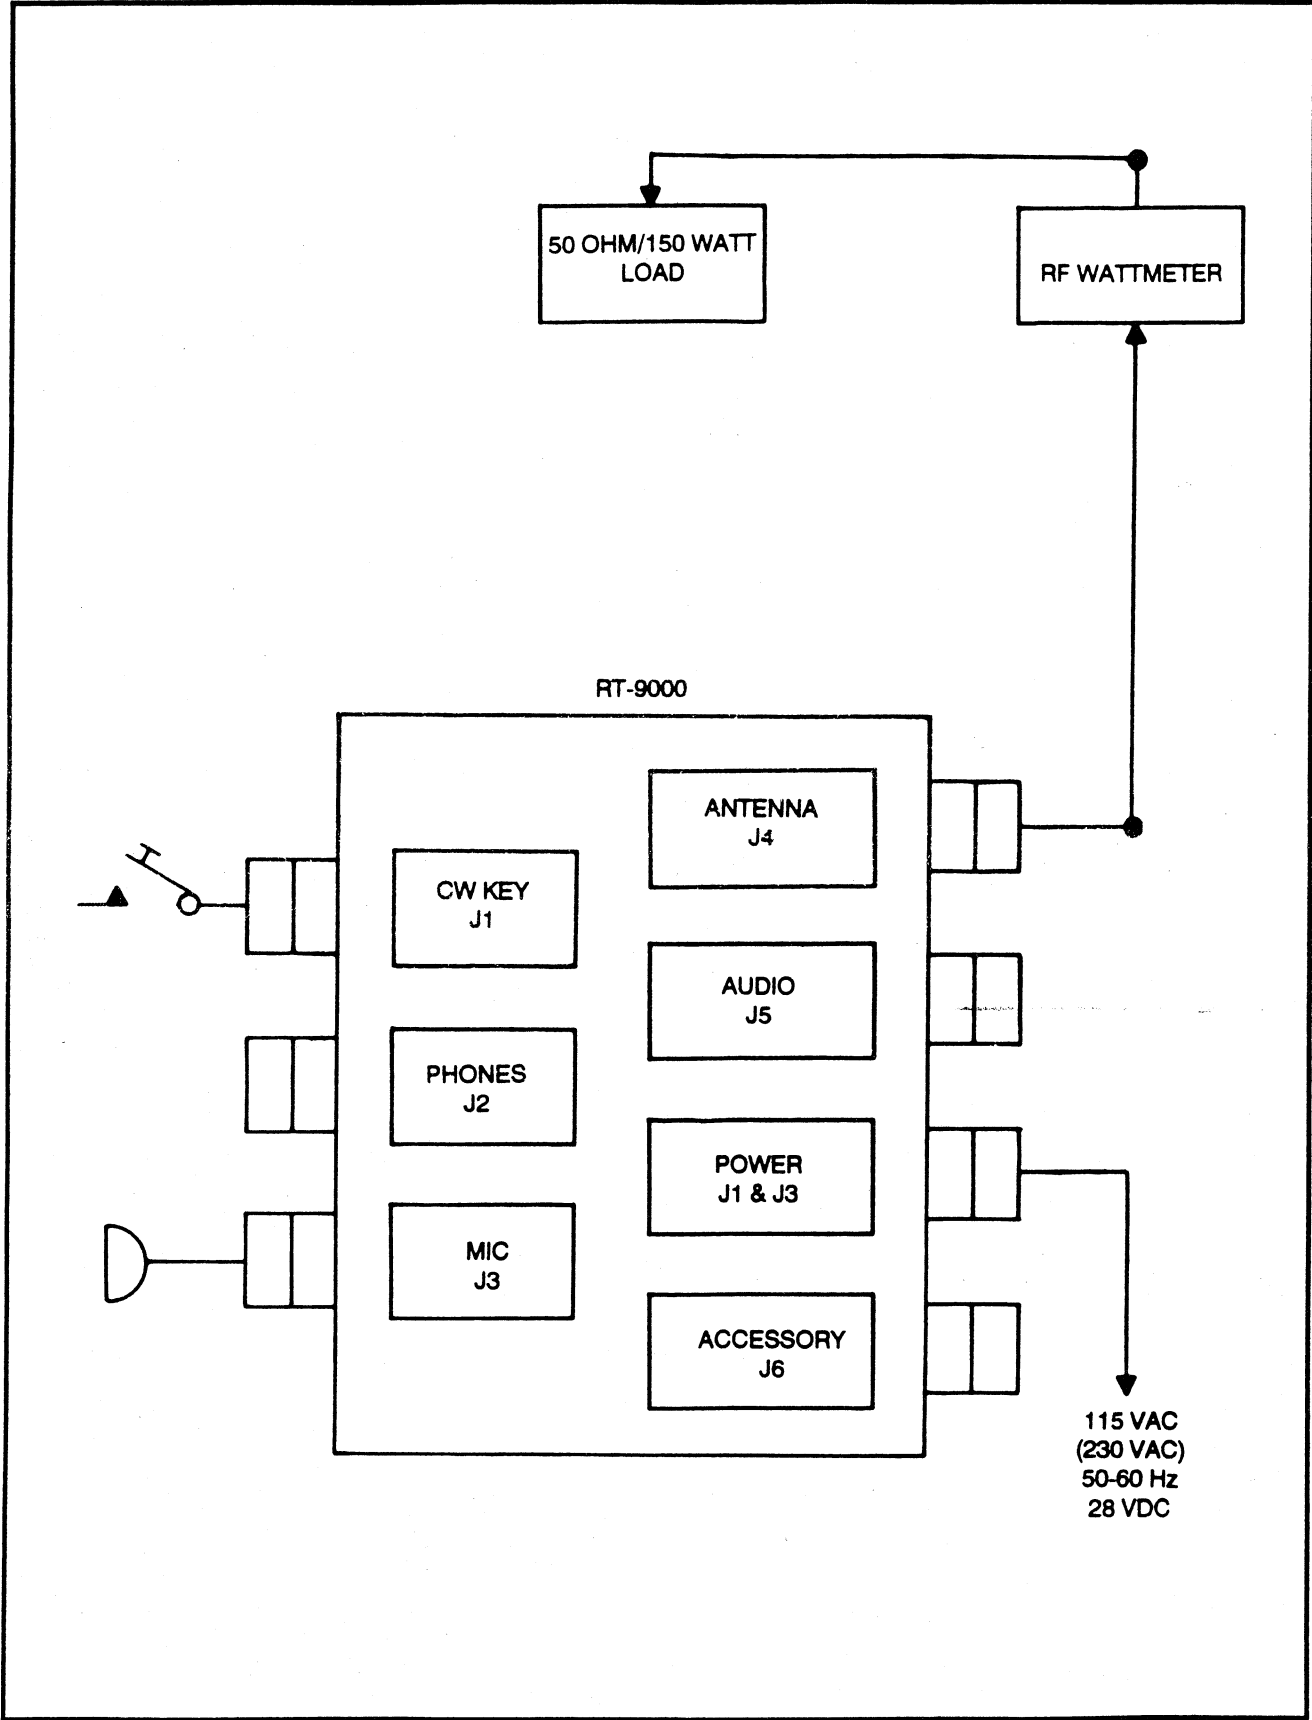 50 OHM/150 WATT
LOAD
RF WATTMETER
RT-9000
ANTENNA
J4
CW KEY
J1
AUDIO
J5
PHONES
J2
POWER
J1 & J3
MIC
J3
ACCESSORY
J6
115 VAC
(230 VAC)
50-60 Hz
28 VDC